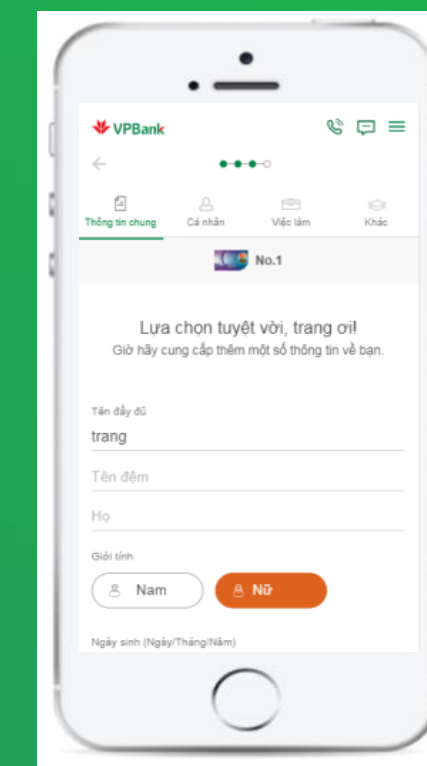 VPBank
Thông tin chung Cá nhân Việc làm Khác
No.1
Lựa chọn tuyệt vời, trang ơi!
Giờ hãy cung cấp thêm một số thông tin về bạn.
Tên đầy đủ
trang
Tên đệm
Họ
Giới tính
Nam Nữ
Ngày sinh (Ngày/Tháng/Năm)